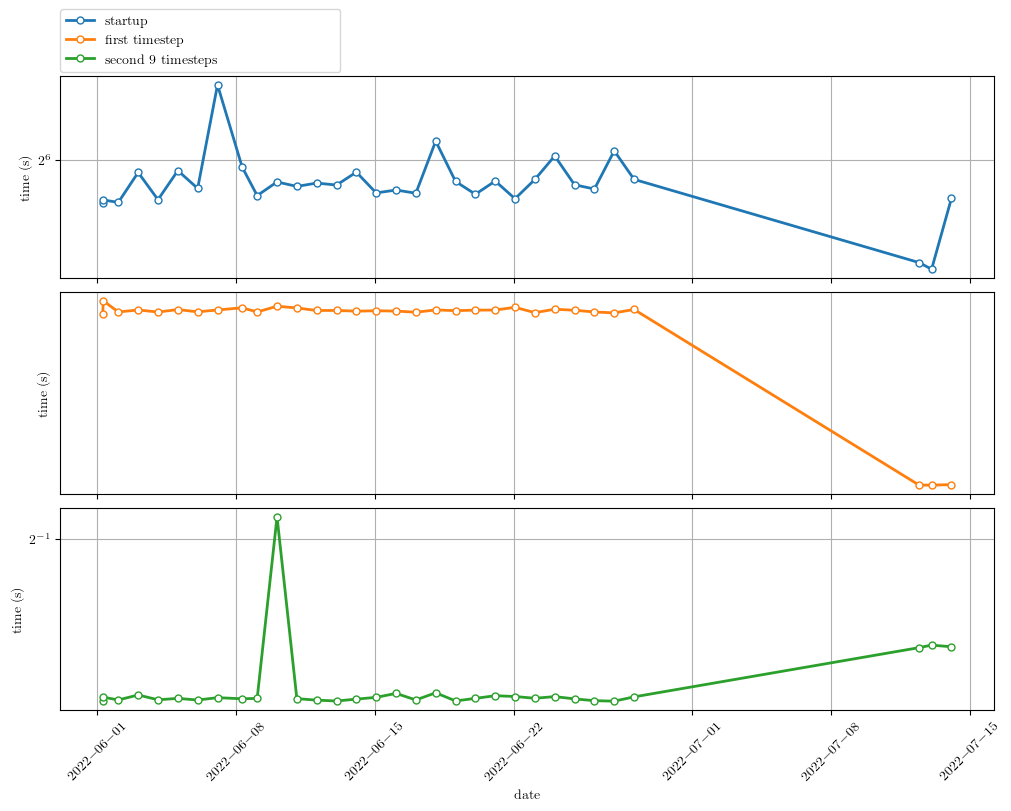 startup
first timestep
second 9 timesteps
time (s)
2^6
time (s)
time (s)
2^-1
2022-06-01
2022-06-08
2022-06-15
2022-06-22
2022-07-01
2022-07-08
2022-07-15
date